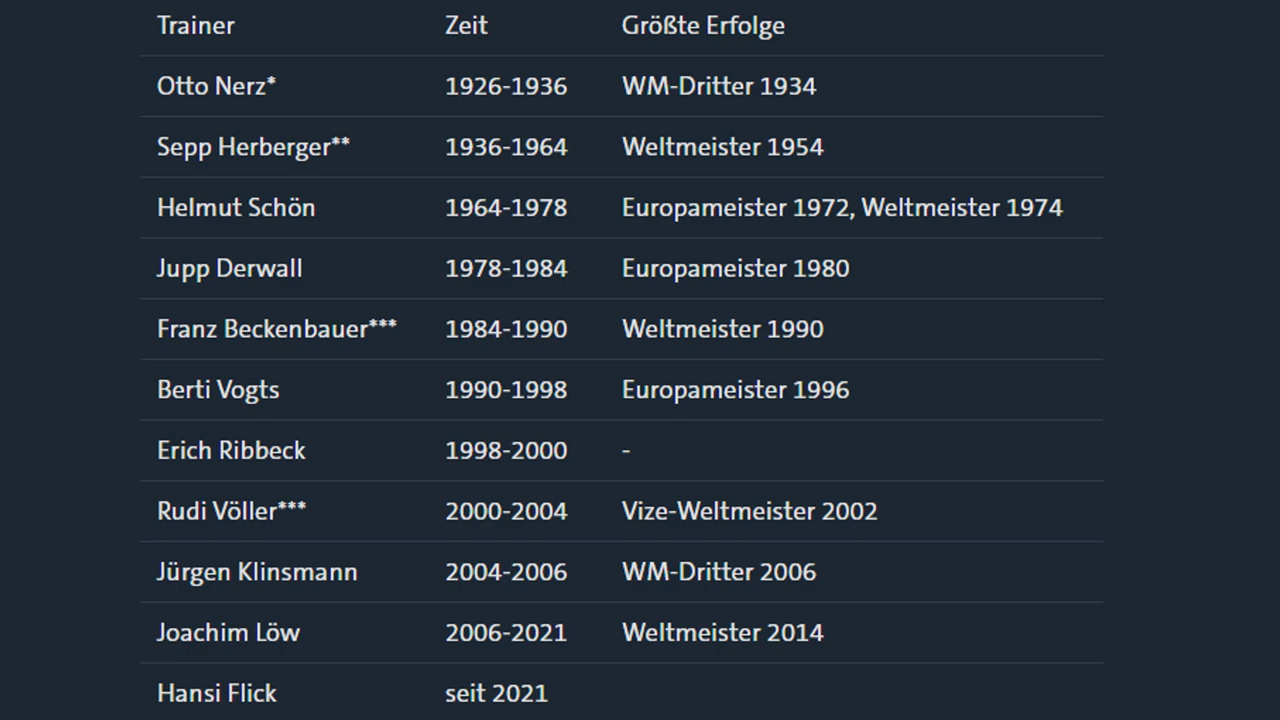 Trainer Zeit Größte Erfolge
Otto Nerz* 1926-1936 WM-Dritter 1934
Sepp Herberger** 1936-1964 Weltmeister 1954
Helmut Schön 1964-1978 Europameister 1972, Weltmeister 1974
Jupp Derwall 1978-1984 Europameister 1980
Franz Beckenbauer*** 1984-1990 Weltmeister 1990
Berti Vogts 1990-1998 Europameister 1996
Erich Ribbeck 1998-2000 -
Rudi Völler*** 2000-2004 Vize-Weltmeister 2002
Jürgen Klinsmann 2004-2006 WM-Dritter 2006
Joachim Löw 2006-2021 Weltmeister 2014
Hansi Flick seit 2021